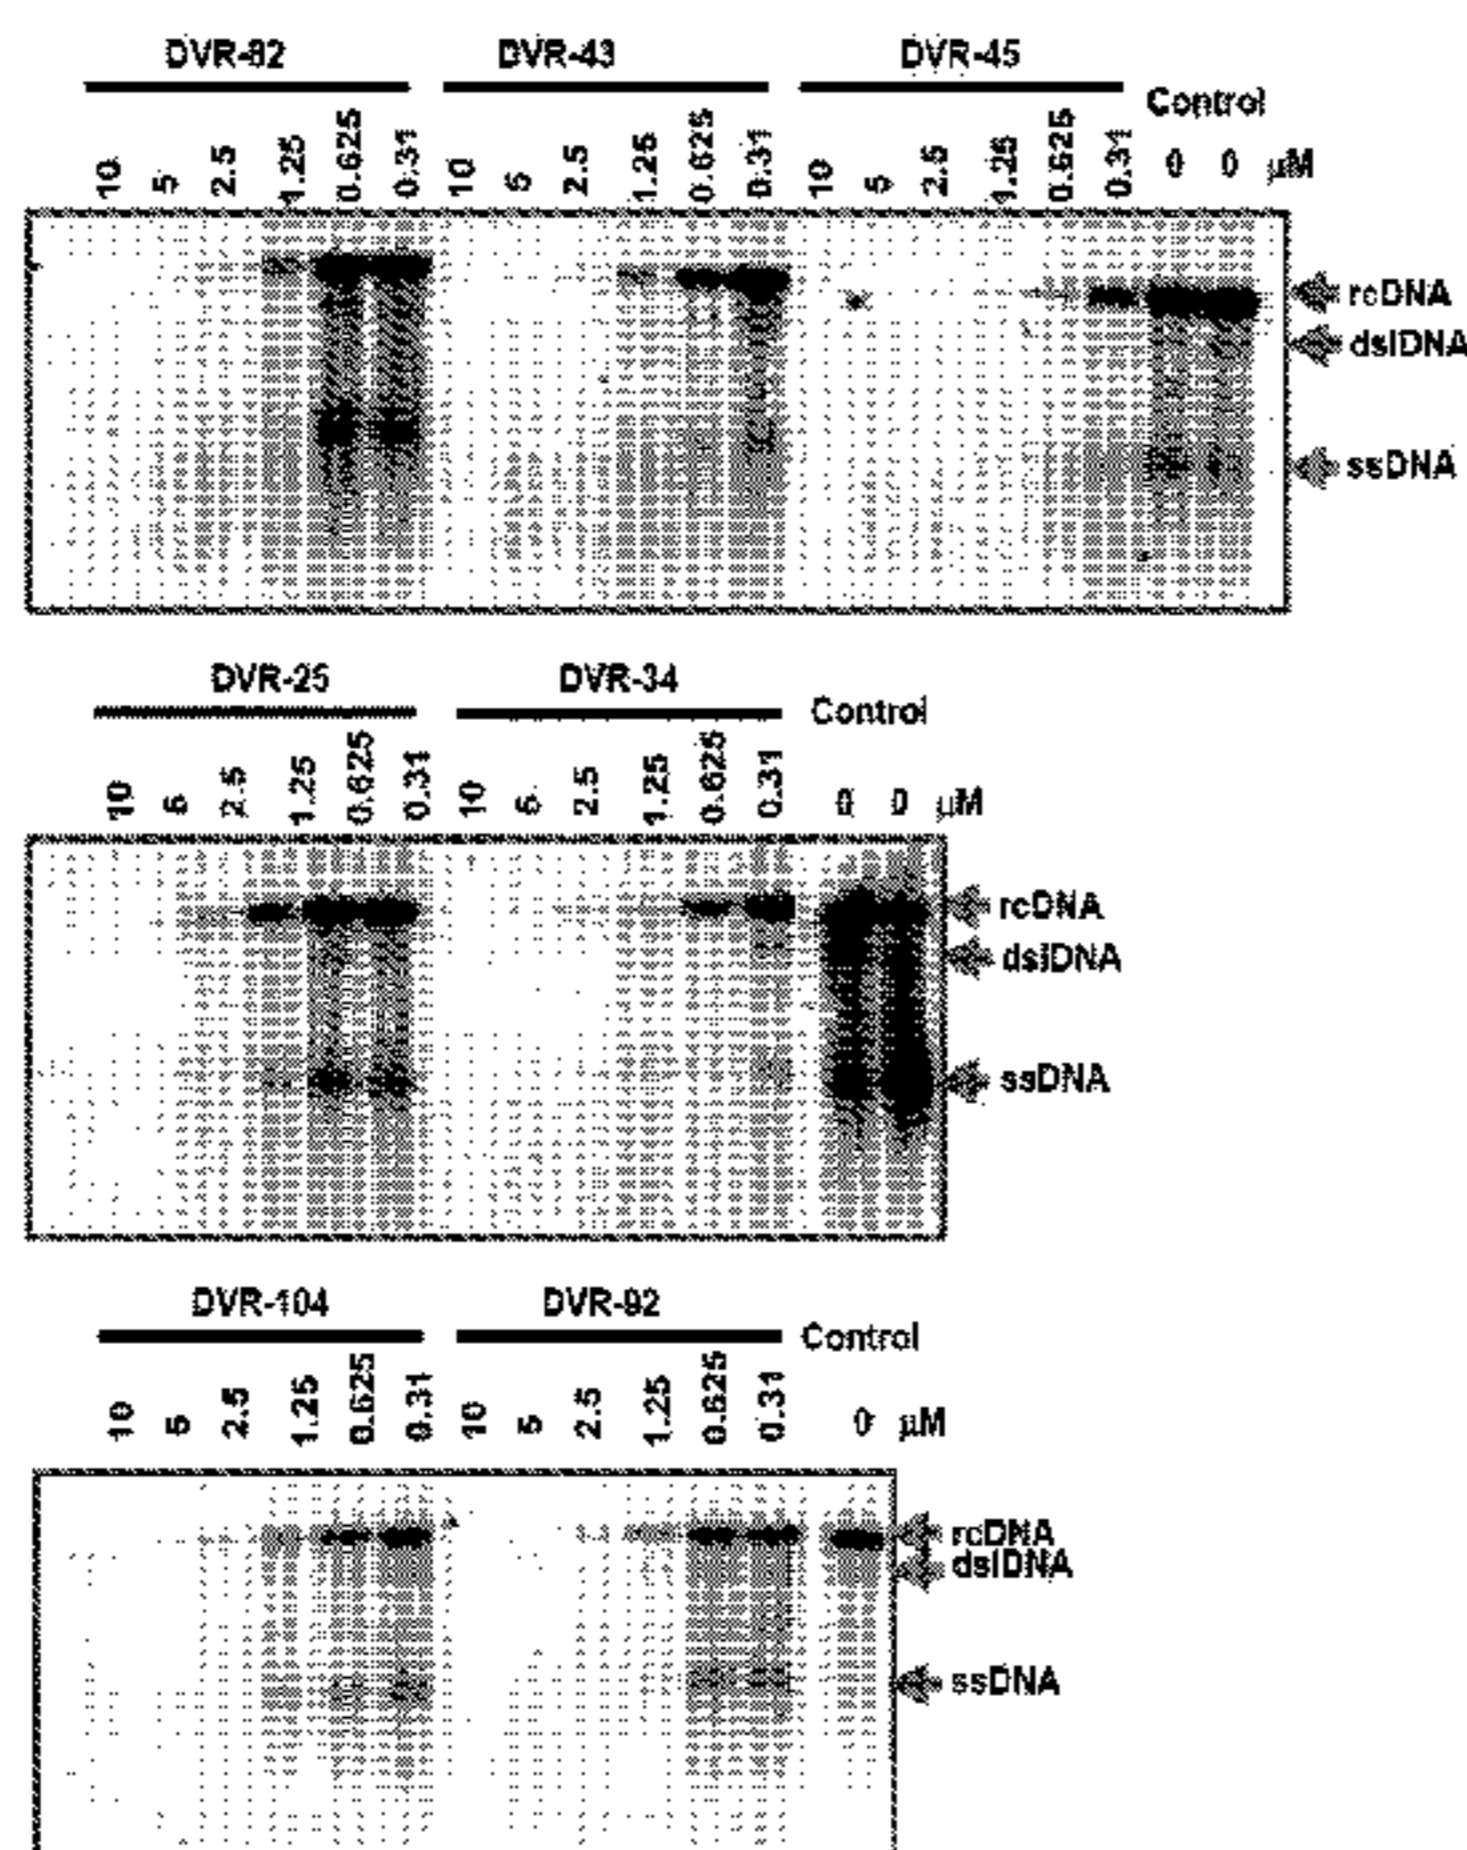 DVR-82 DVR-43 DVR-45 Control
10 5 2.5 1.25 0.625 0.31 10 5 2.5 1.25 0.625 0.31 10 5 2.5 1.25 0.625 0.31 0 0 µM
rcDNA
dslDNA
ssDNA
DVR-25 DVR-34 Control
10 5 2.5 1.25 0.625 0.31 10 5 2.5 1.25 0.625 0.31 0 0 µM
rcDNA
dslDNA
ssDNA
DVR-104 DVR-92 Control
10 5 2.5 1.25 0.625 0.31 10 5 2.5 1.25 0.625 0.31 0 µM
rcDNA
dslDNA
ssDNA